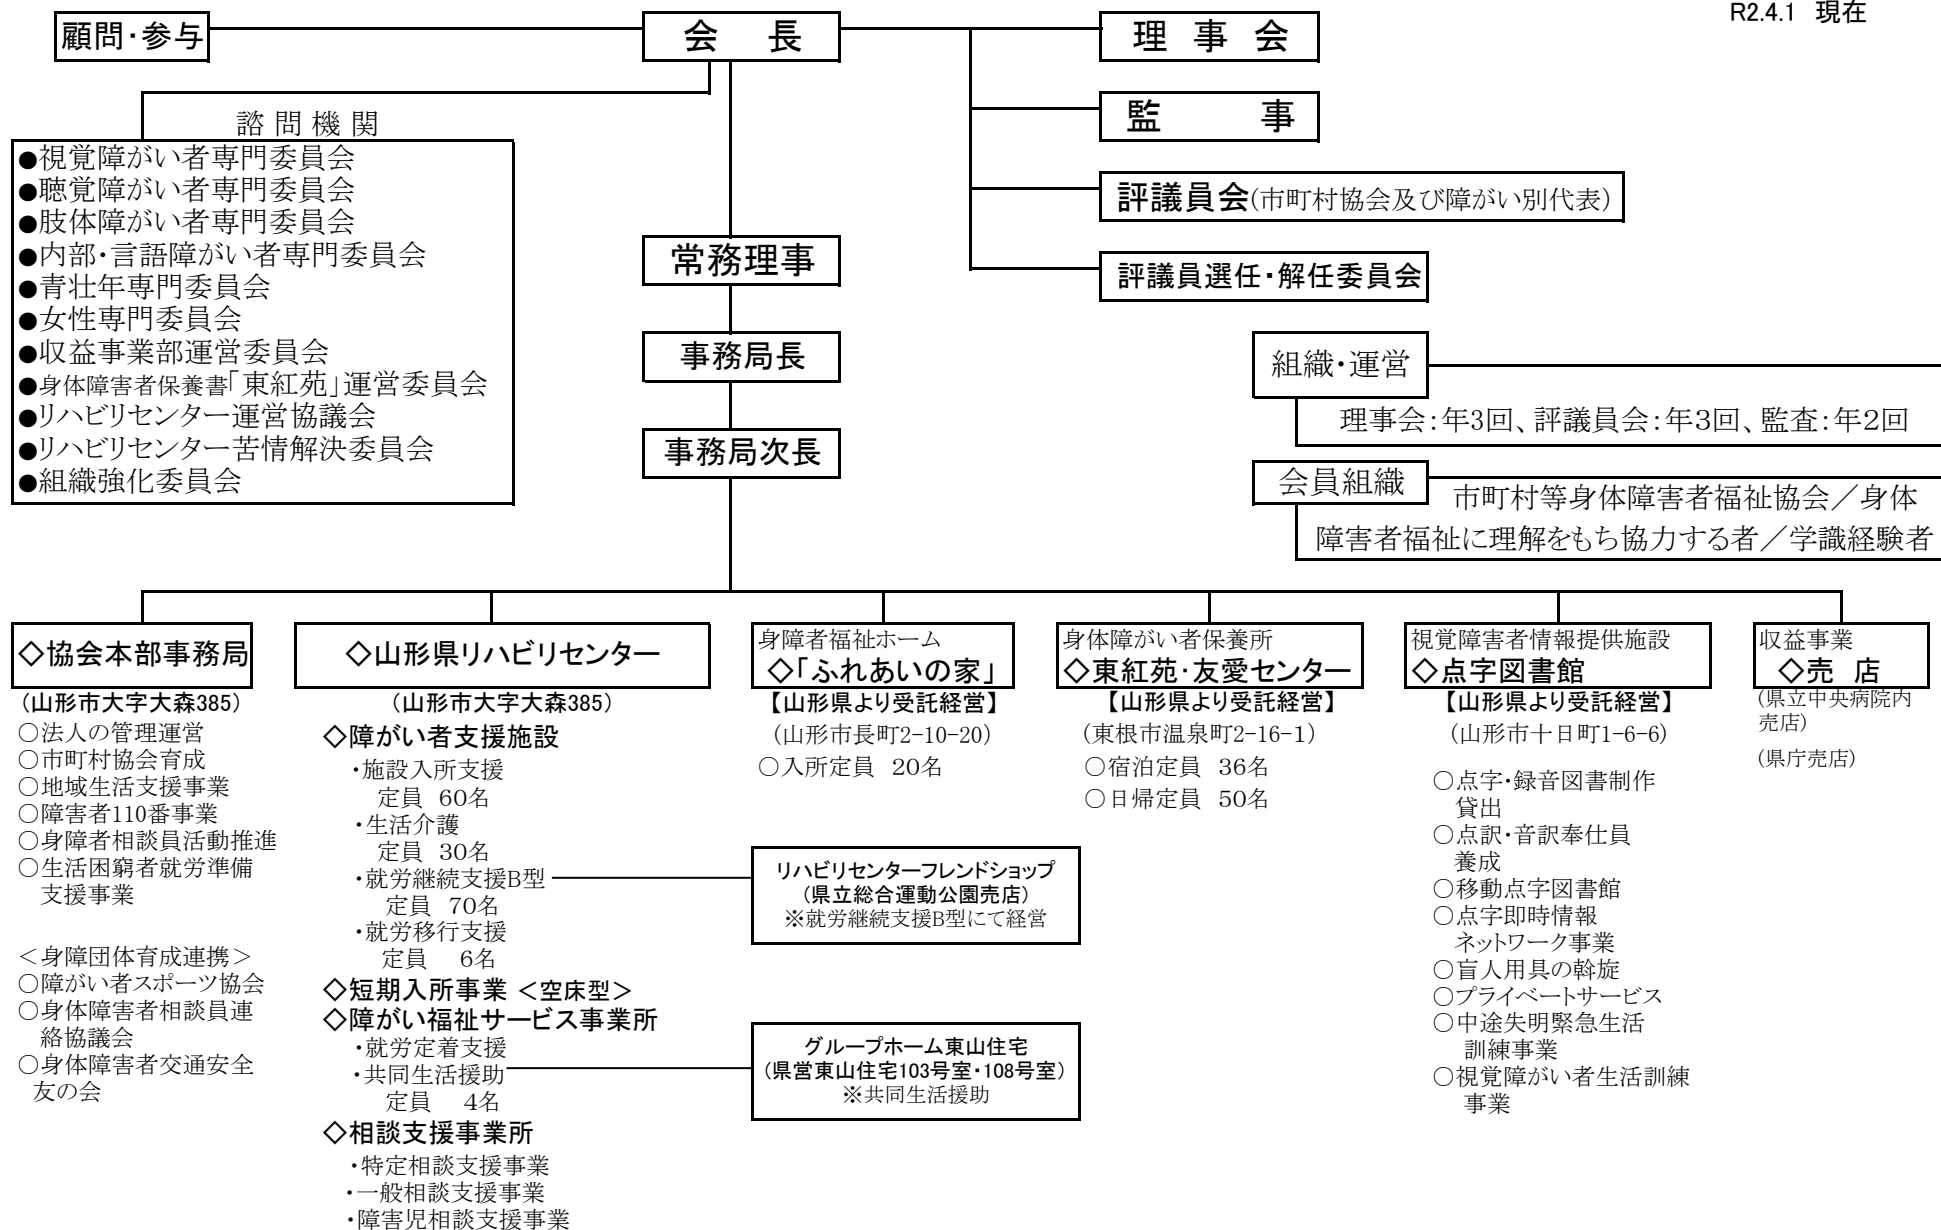 R2.4.1 現在
顧問・参与
会 長
理 事 会
監 事
評議員会(市町村協会及び障がい別代表)
評議員選任・解任委員会
諮 問 機 関
●視覚障がい者専門委員会
●聴覚障がい者専門委員会
●肢体障がい者専門委員会
●内部・言語障がい者専門委員会
●青壮年専門委員会
●女性専門委員会
●収益事業部運営委員会
●身体障害者保養書「東紅苑」運営委員会
●リハビリセンター運営協議会
●リハビリセンター苦情解決委員会
●組織強化委員会
常務理事
事務局長
事務局次長
組織・運営
理事会:年3回、評議員会:年3回、監査:年2回
会員組織
市町村等身体障害者福祉協会／身体
障害者福祉に理解をもち協力する者／学識経験者
◇協会本部事務局
(山形市大字大森385)
○法人の管理運営
○市町村協会育成
○地域生活支援事業
○障害者110番事業
○身障者相談員活動推進
○生活困窮者就労準備
支援事業
＜身障団体育成連携＞
○障がい者スポーツ協会
○身体障害者相談員連
絡協議会
○身体障害者交通安全
友の会
◇山形県リハビリセンター
(山形市大字大森385)
◇障がい者支援施設
・施設入所支援
定員 60名
・生活介護
定員 30名
・就労継続支援B型
定員 70名
・就労移行支援
定員 6名
◇短期入所事業 ＜空床型＞
◇障がい福祉サービス事業所
・就労定着支援
・共同生活援助
定員 4名
◇相談支援事業所
・特定相談支援事業
・一般相談支援事業
・障害児相談支援事業
身障者福祉ホーム
◇「ふれあいの家」
【山形県より受託経営】
(山形市長町2-10-20)
○入所定員 20名
リハビリセンターフレンドショップ
(県立総合運動公園売店)
※就労継続支援B型にて経営
グループホーム東山住宅
(県営東山住宅103号室・108号室)
※共同生活援助
身体障がい者保養所
◇東紅苑・友愛センター
【山形県より受託経営】
(東根市温泉町2-16-1)
○宿泊定員 36名
○日帰定員 50名
視覚障害者情報提供施設
◇点字図書館
【山形県より受託経営】
(山形市十日町1-6-6)
○点字・録音図書制作
貸出
○点訳・音訳奉仕員
養成
○移動点字図書館
○点字即時情報
ネットワーク事業
○盲人用具の斡旋
○プライベートサービス
○中途失明緊急生活
訓練事業
○視覚障がい者生活訓練
事業
収益事業
◇売 店
(県立中央病院内
売店)
(県庁売店)